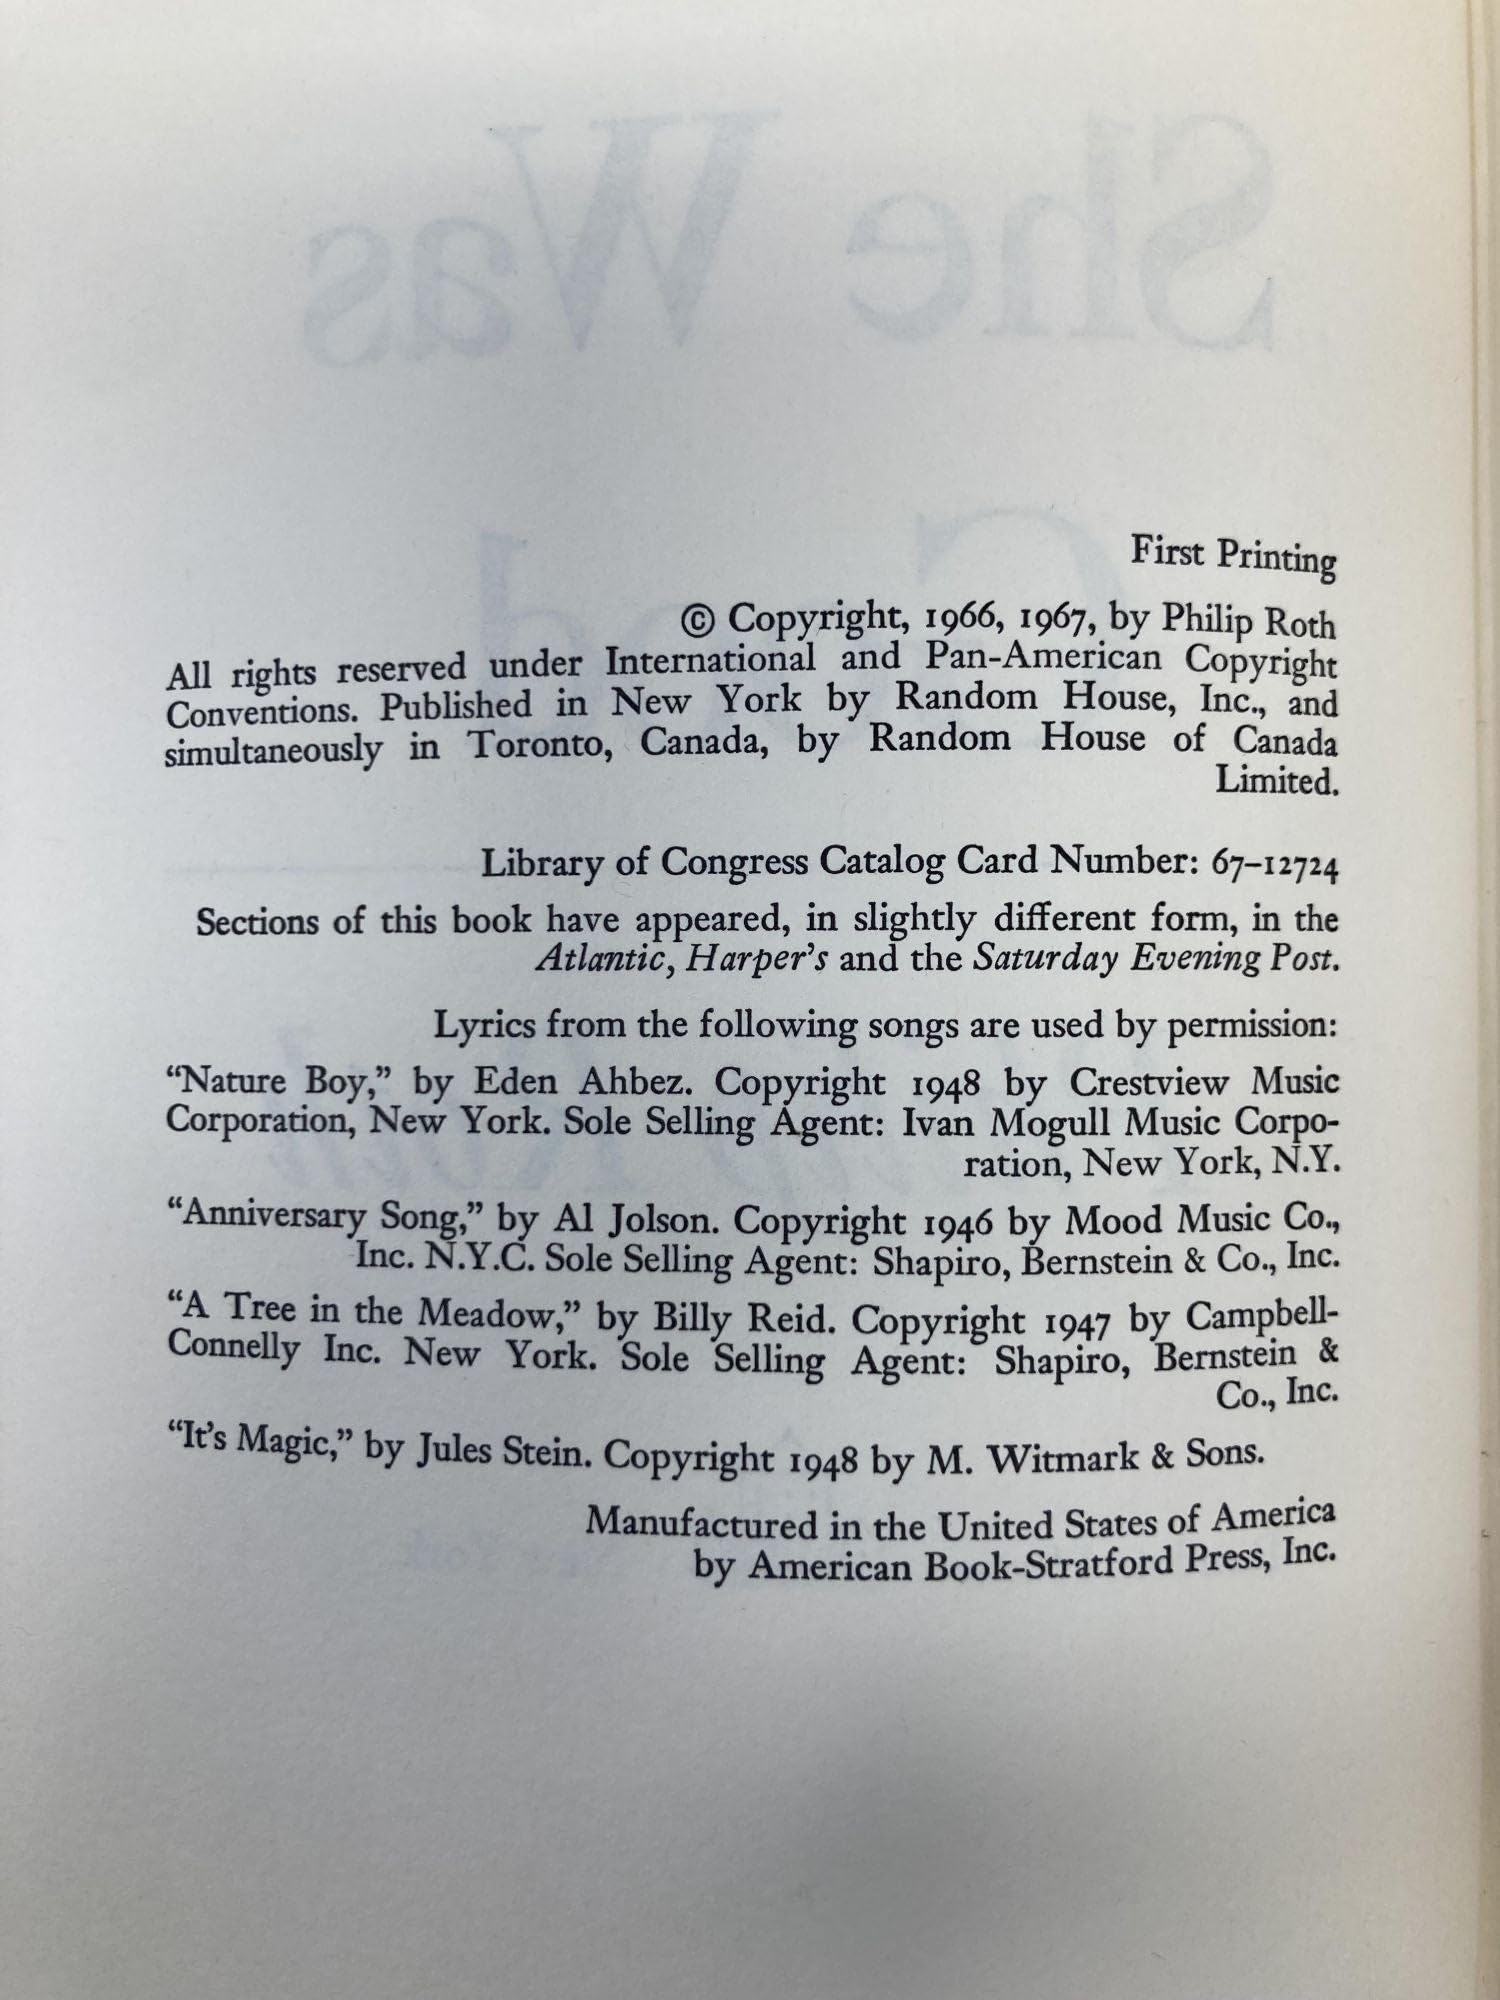 She Was
First Printing
© Copyright, 1966, 1967, by Philip Roth
All rights reserved under International and Pan-American Copyright
Conventions. Published in New York by Random House, Inc., and
simultaneously in Toronto, Canada, by Random House of Canada
Limited.
Library of Congress Catalog Card Number: 67–12724
Sections of this book have appeared, in slightly different form, in the
Atlantic, Harper's and the Saturday Evening Post.
Lyrics from the following songs are used by permission:
“Nature Boy,” by Eden Ahbez. Copyright 1948 by Crestview Music
Corporation, New York. Sole Selling Agent: Ivan Mogull Music Corpo-
ration, New York, N.Y.
“Anniversary Song,” by Al Jolson. Copyright 1946 by Mood Music Co.,
Inc. N.Y.C. Sole Selling Agent: Shapiro, Bernstein & Co., Inc.
“A Tree in the Meadow,” by Billy Reid. Copyright 1947 by Campbell-
Connelly Inc. New York. Sole Selling Agent: Shapiro, Bernstein &
Co., Inc.
“It's Magic,” by Jules Stein. Copyright 1948 by M. Witmark & Sons.
Manufactured in the United States of America
by American Book-Stratford Press, Inc.